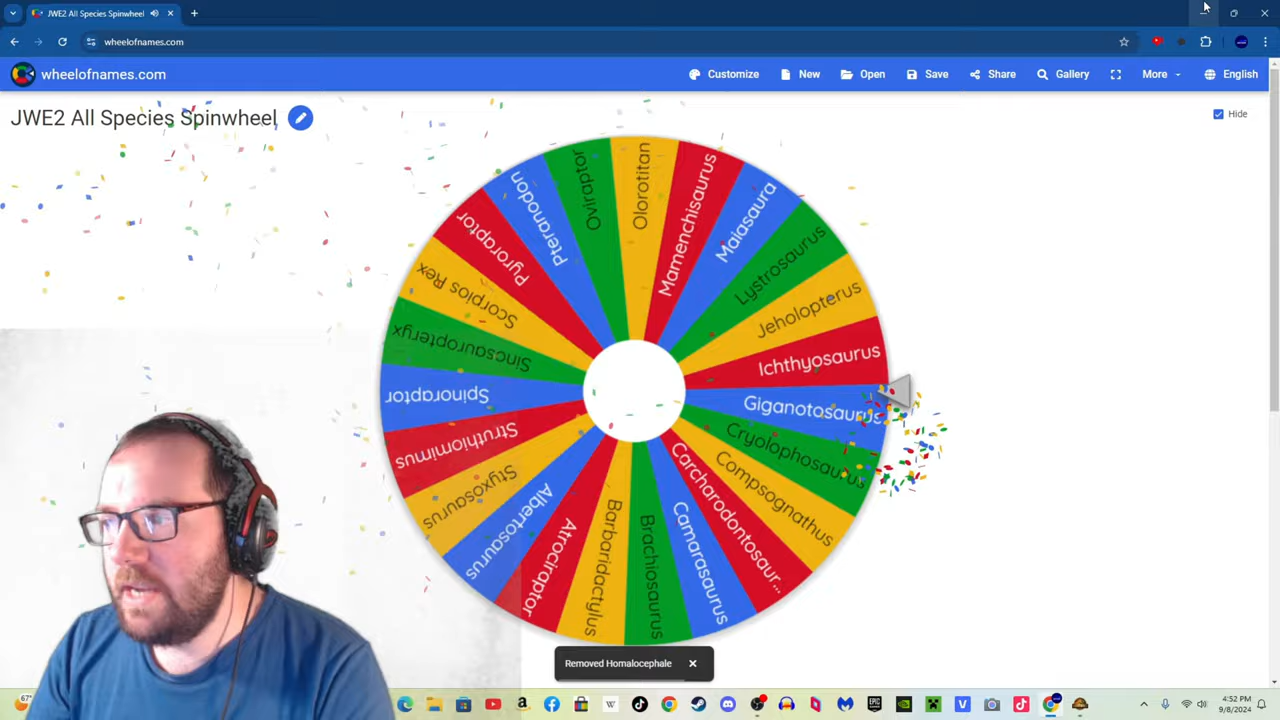 JWE2 All Species Spinwheel
wheelofnames.com
wheelofnames.com
Customize
New
Open
Save
Share
Gallery
More
English
JWE2 All Species Spinwheel
Hide
Oviraptor
Olorotitan
Mamenchisaurus
Maiasaura
Lystrosaurus
Jeholopterus
Ichthyosaurus
Giganotosaurus
Cryolophosaurus
Compsognathus
Carcharodontosaur...
Camarasaurus
Brachiosaurus
Barbaridactylus
Atrociraptor
Albertosaurus
Styxosaurus
Struthiomimus
Spinoraptor
Sinosauropteryx
Scorpios Rex
Pyroraptor
Pteranodon
Removed Homalocephale
67°
4:52 PM
9/8/2024